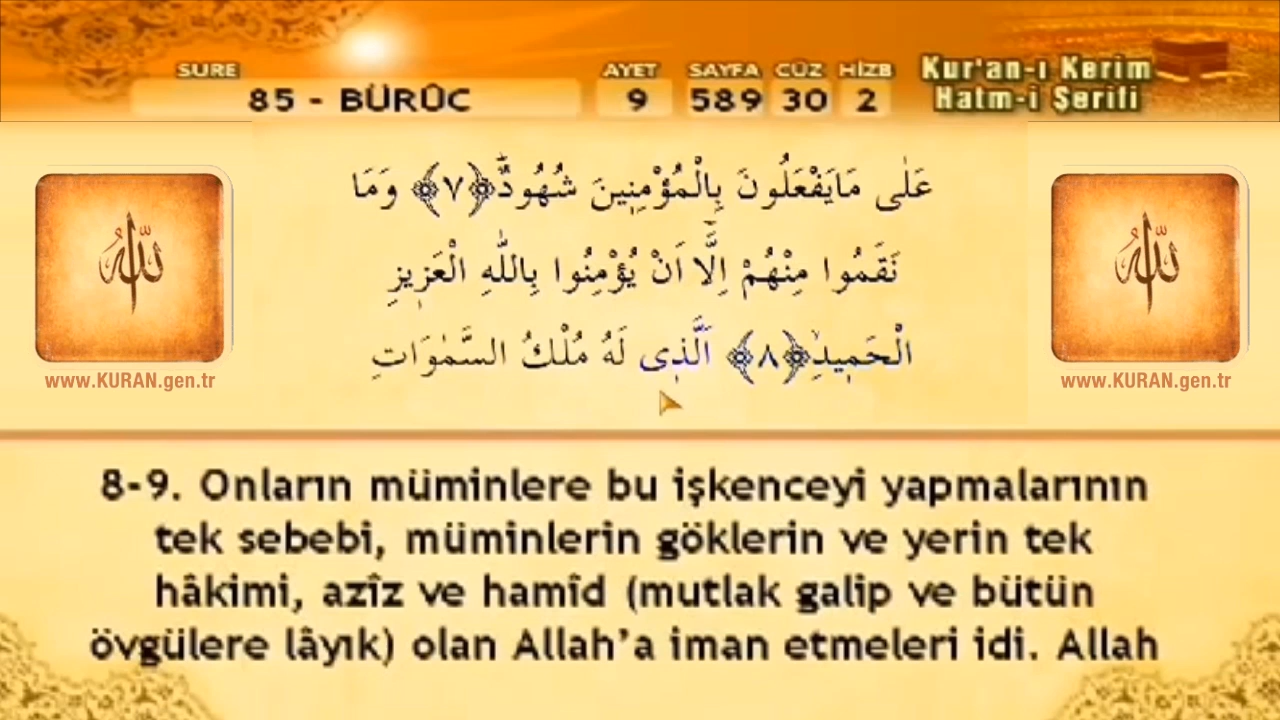 SURE AYET SAYFA CÜZ HİZB
85 - BÜRÛC 9 589 30 2
Kur'an-ı Kerim
Hatm-i Şerifi
عَلٰى مَايَفْعَلُونَ بِالْمُؤْمِنِينَ شُهُودٌۜ ﴿٧﴾ وَمَا
نَقَمُوا مِنْهُمْ اِلَّٓا اَنْ يُؤْمِنُوا بِاللّٰهِ الْعَزِيزِ
الْحَمِيدِۙ ﴿٨﴾ اَلَّذِى لَهُ مُلْكُ السَّمٰوَاتِ
الله
www.KURAN.gen.tr
الله
www.KURAN.gen.tr
8-9. Onların müminlere bu işkenceyi yapmalarının
tek sebebi, müminlerin göklerin ve yerin tek
hâkimi, azîz ve hamîd (mutlak galip ve bütün
övgülere lâyık) olan Allah’a iman etmeleri idi. Allah